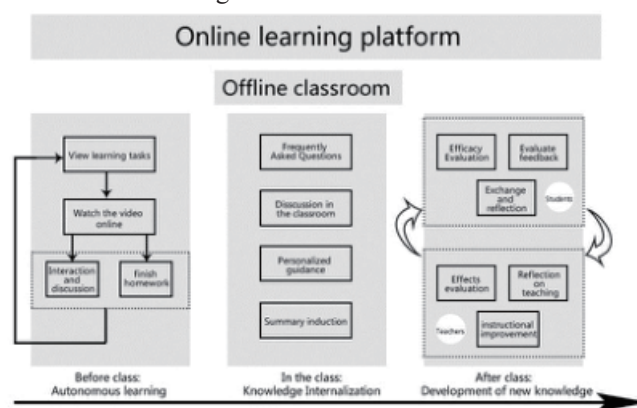 Online learning platform
Offline classroom
View learning tasks
Watch the video
online
Interaction
and
discussion
finish
homework
Before class:
Autonomous learning
Frequently
Asked Questions
Disscussion in
the classroom
Personalized
guidance
Summary induction
In the class:
Knowledge Internalization
Efficacy
Evaluation
Evaluate
feedback
Exchange
and
reflection
Students
Effects
evaluation
Reflection
on
teaching
Teachers
instructional
improvement
After class:
Development of new knowledge